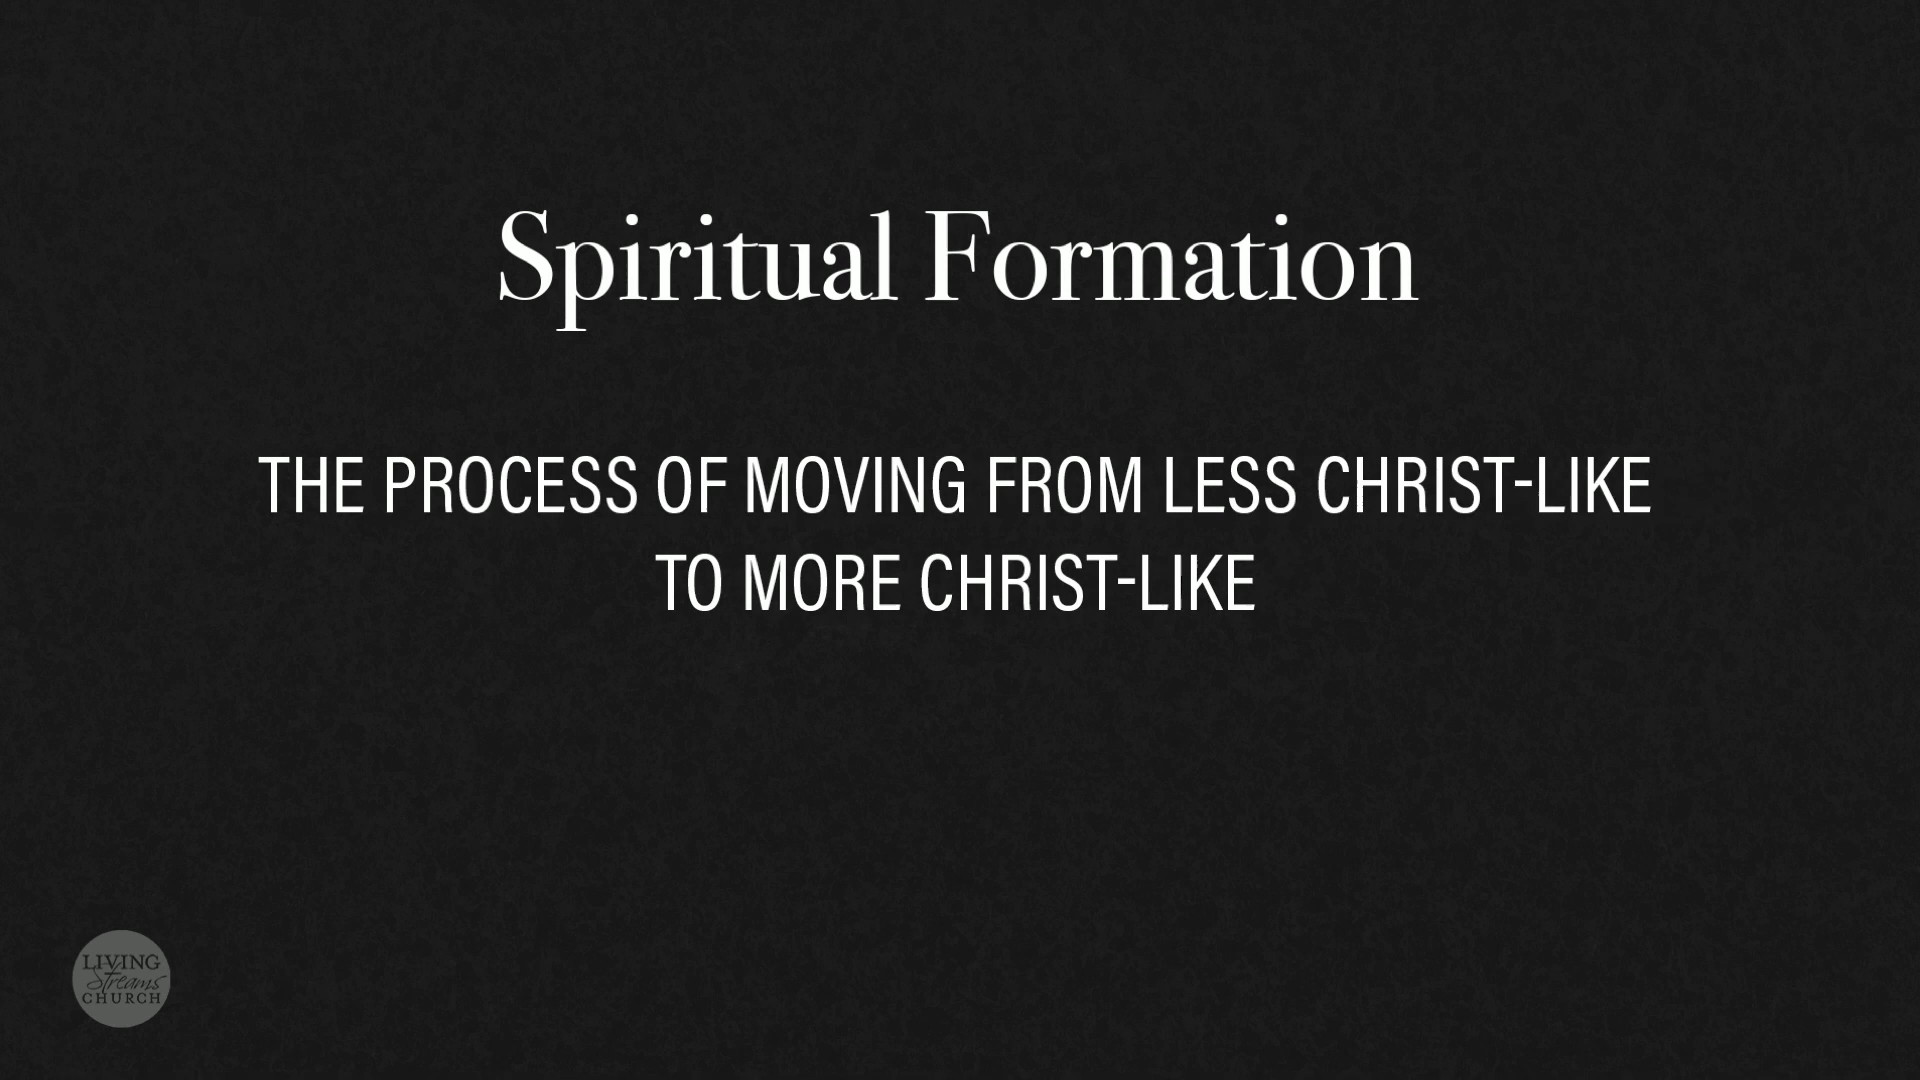 Spiritual Formation
THE PROCESS OF MOVING FROM LESS CHRIST-LIKE
TO MORE CHRIST-LIKE
LIVING
Streams
CHURCH